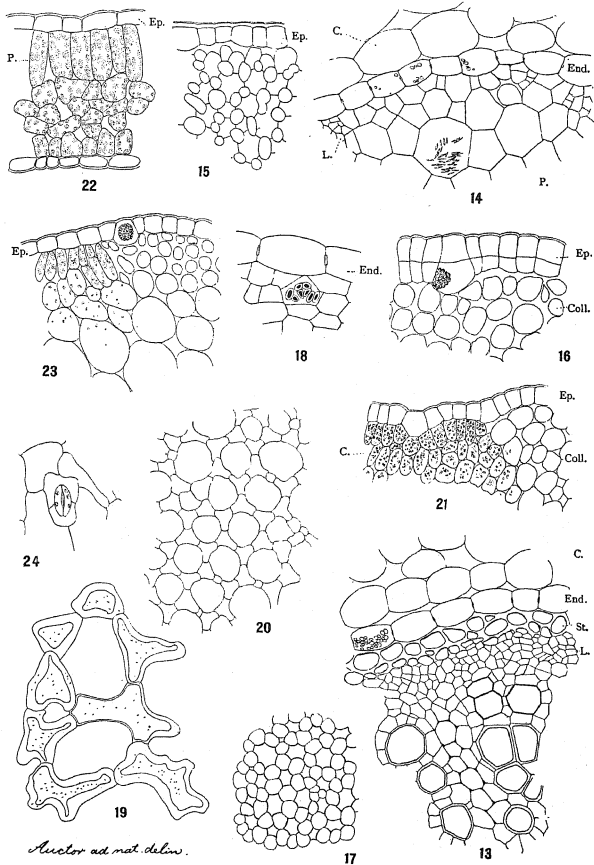 Ep.
P.
22
Ep.
15
C.
End.
L.
P.
14
Ep.
23
End.
18
Ep.
Coll.
16
24
20
Ep.
C.
Coll.
21
C.
End.
St.
L.
13
19
17
Auctor ad nat. delin.